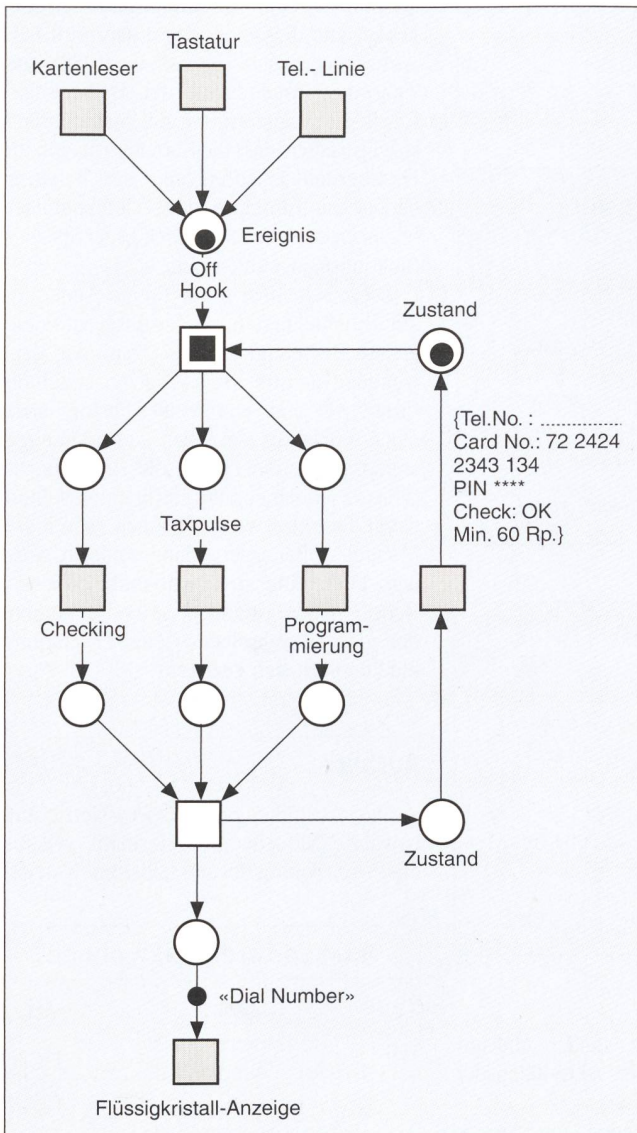 Tastatur
Kartenleser
Tel.- Linie
Ereignis
Off
Hook
Zustand
{Tel.No. : ..................
Card No.: 72 2424
2343 134
PIN ****
Check: OK
Min. 60 Rp.}
Taxpulse
Checking
Program-
mierung
Zustand
«Dial Number»
Flüssigkristall-Anzeige